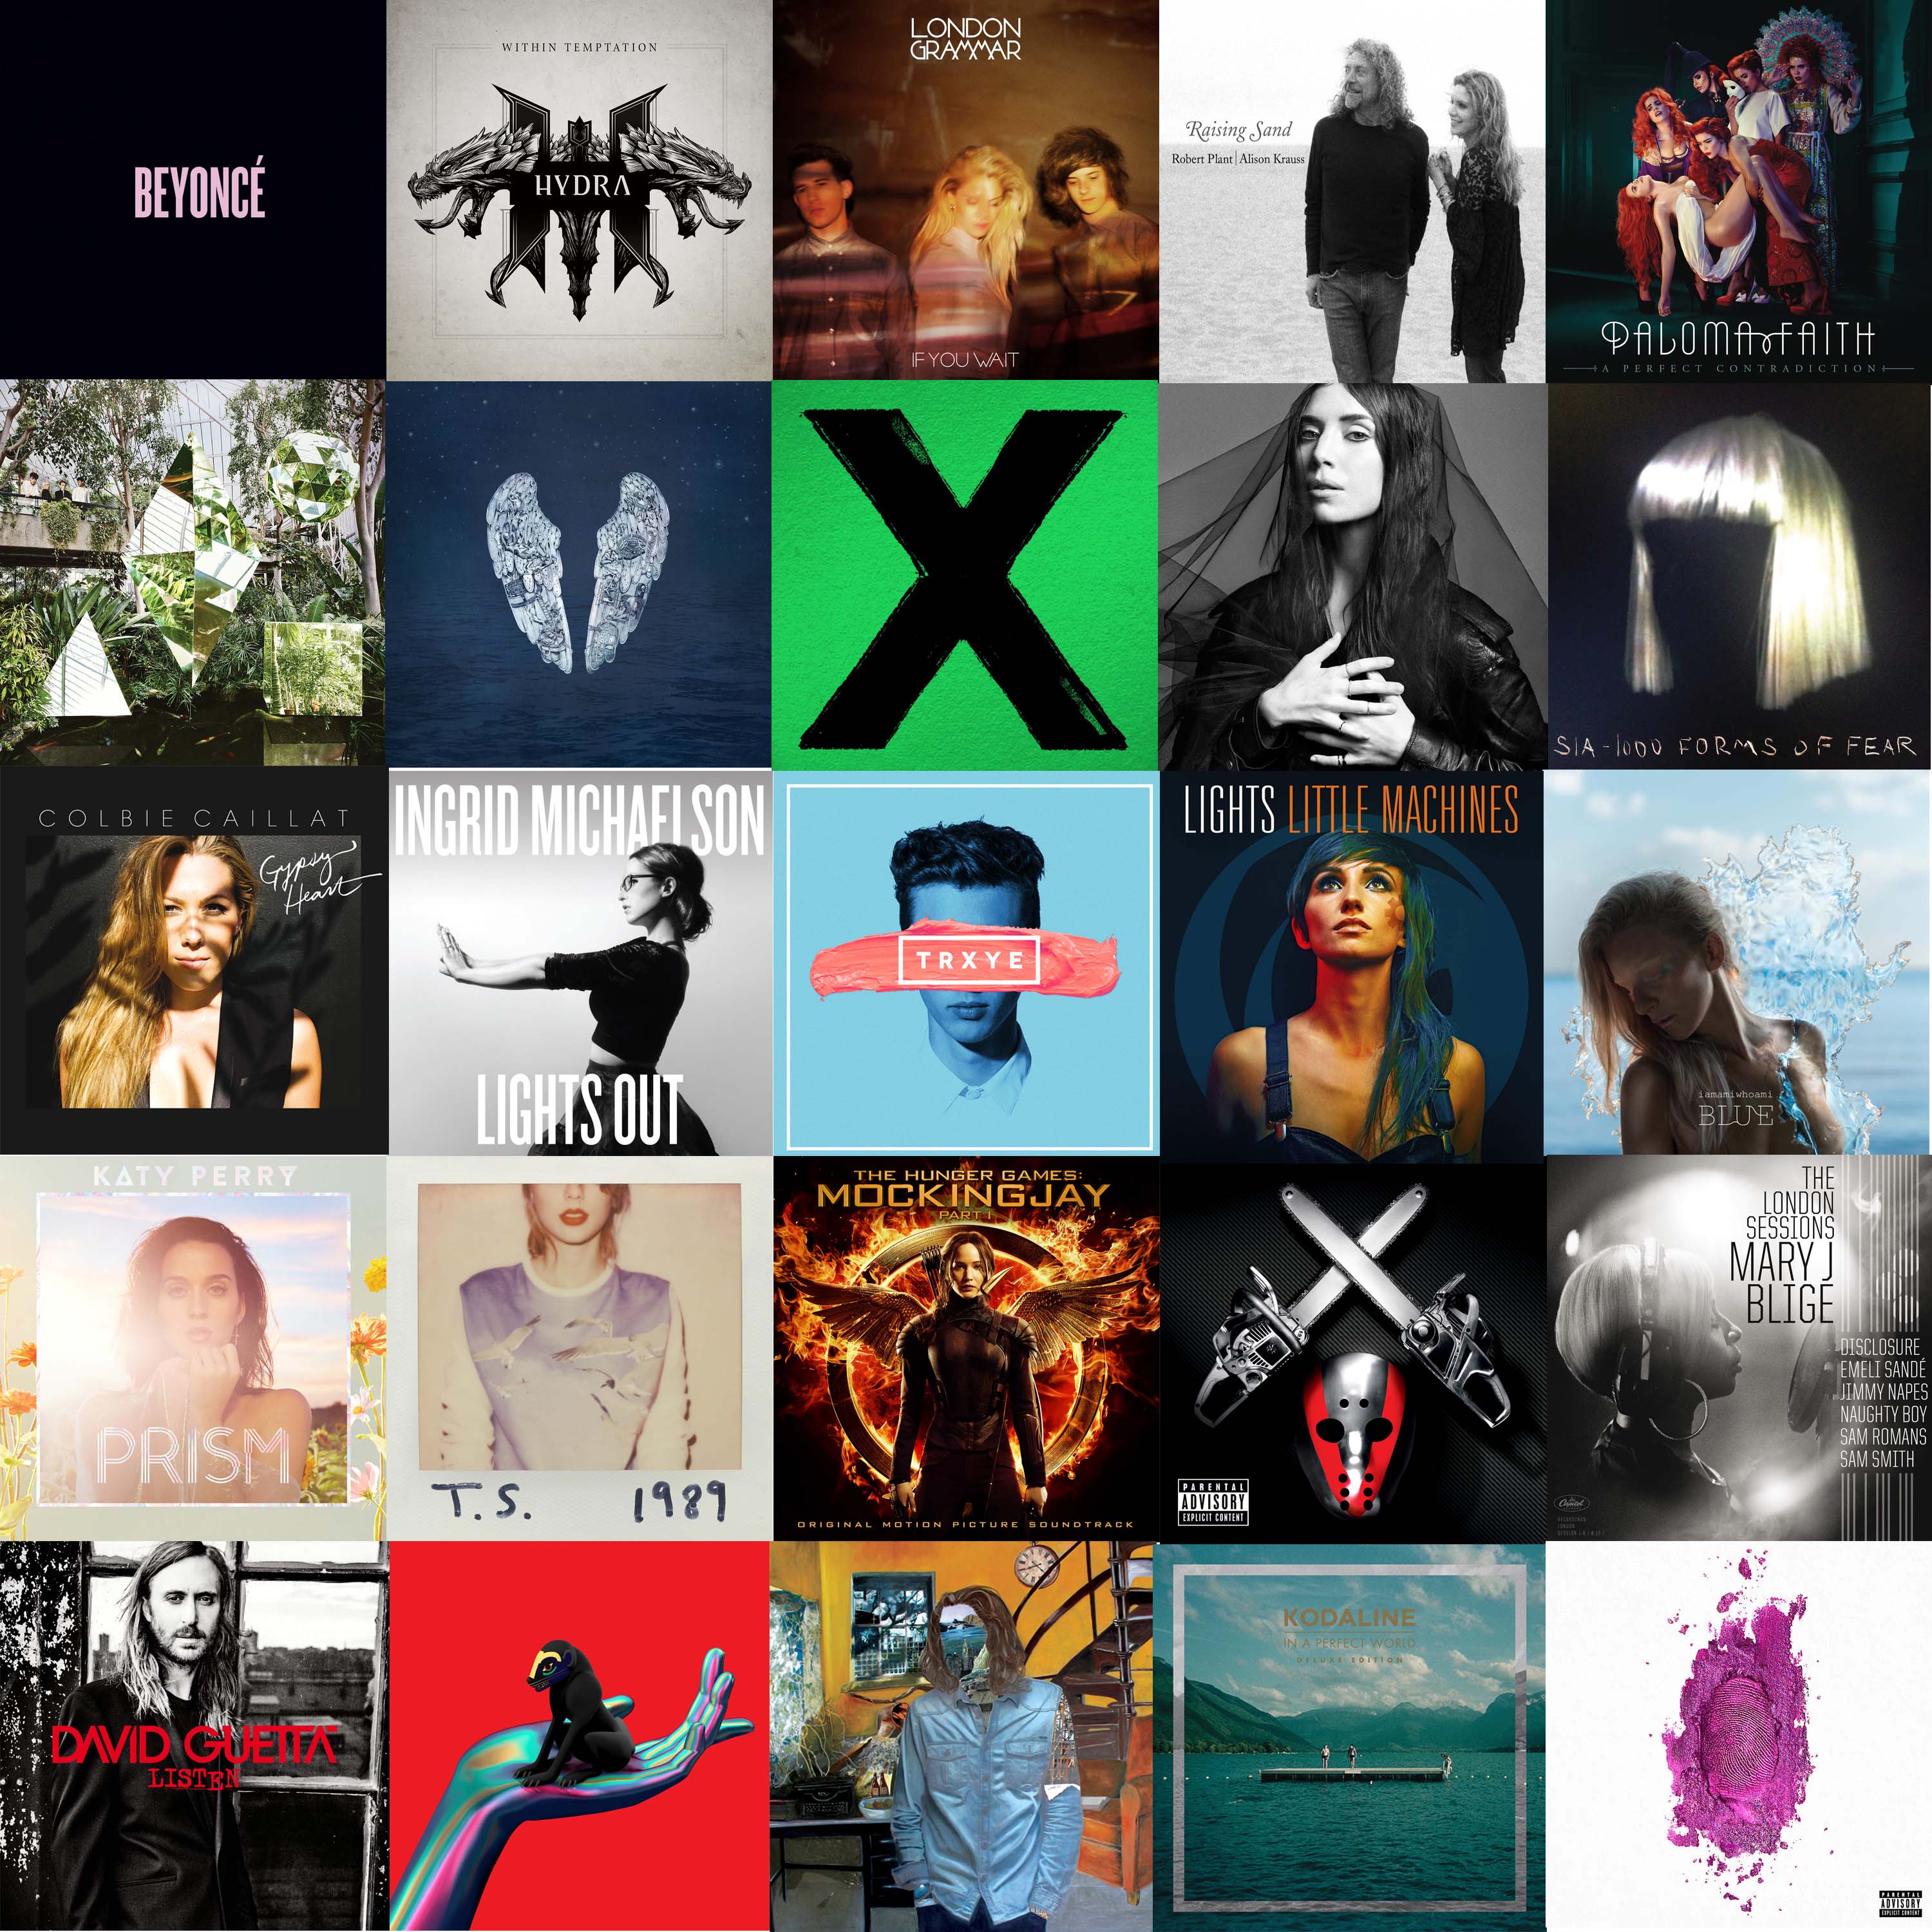 BEYONCÉ
WITHIN TEMPTATION
HYDRA
LONDON
GRAMMAR
IF YOU WAIT
Raising Sand
Robert Plant | Alison Krauss
PALOMA FAITH
A PERFECT CONTRADICTION
X
SIA - 1000 FORMS OF FEAR
COLBIE CAILLAT
Gypsy
Heart
INGRID MICHAELSON
LIGHTS OUT
TRXYE
LIGHTS LITTLE MACHINES
iamamiwhoami
BLUE
KATY PERRY
PRISM
T.S. 1989
THE HUNGER GAMES:
MOCKINGJAY
PART 1
ORIGINAL MOTION PICTURE SOUNDTRACK
PARENTAL
ADVISORY
EXPLICIT CONTENT
THE
LONDON
SESSIONS
MARY J
BLIGE
DISCLOSURE
EMELI SANDÉ
JIMMY NAPES
NAUGHTY BOY
SAM ROMANS
SAM SMITH
Capitol
DAVID GUETTA
LISTEN
KODALINE
IN A PERFECT WORLD
DELUXE EDITION
PARENTAL
ADVISORY
EXPLICIT CONTENT